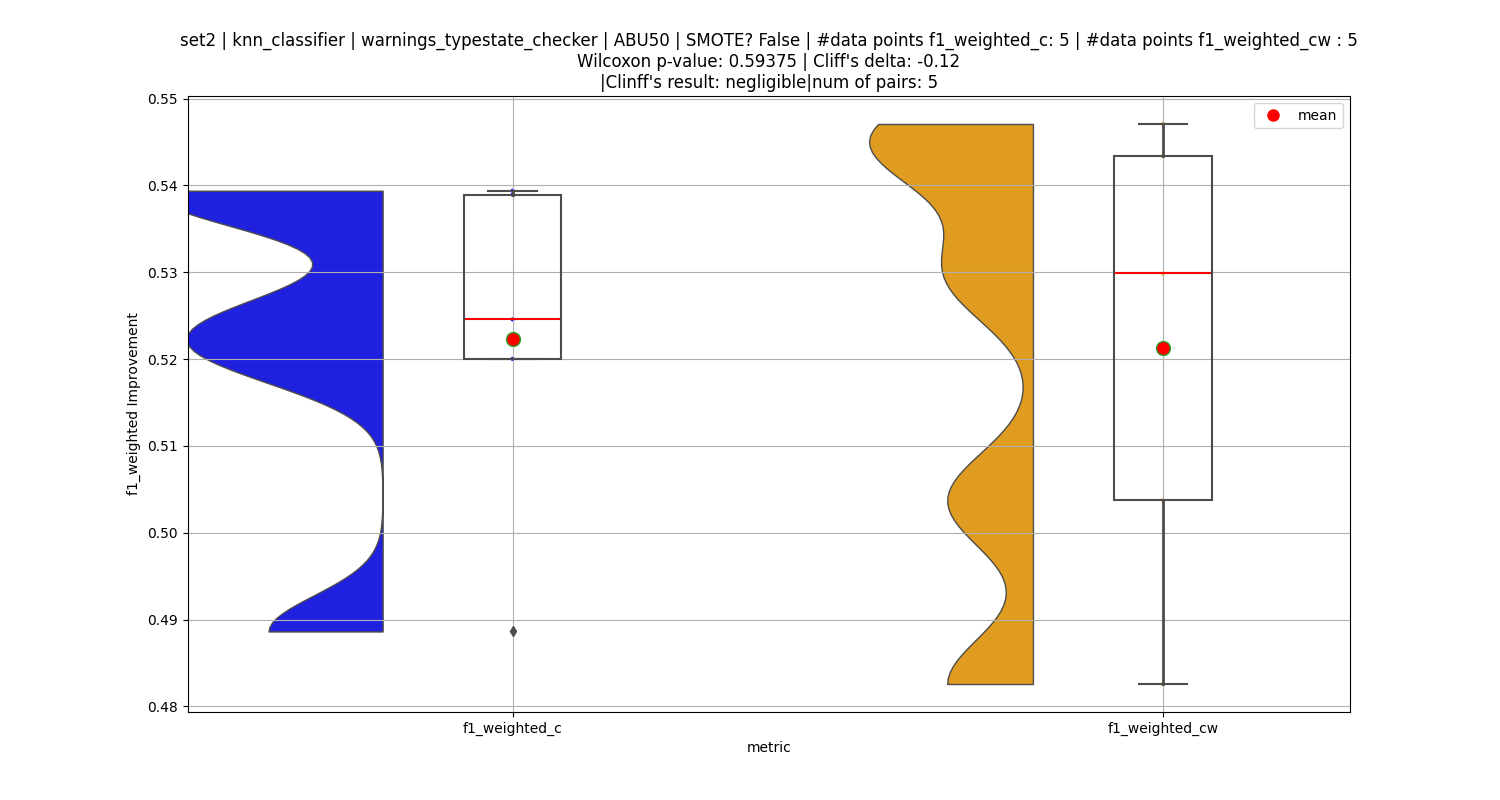 set2 | knn_classifier | warnings_typestate_checker | ABU50 | SMOTE? False | #data points f1_weighted_c: 5 | #data points f1_weighted_cw : 5
Wilcoxon p-value: 0.59375 | Cliff's delta: -0.12
|Clinff's result: negligible|num of pairs: 5
mean
0.55
0.54
0.53
0.52
0.51
0.50
0.49
0.48
f1_weighted Improvement
f1_weighted_c
f1_weighted_cw
metric